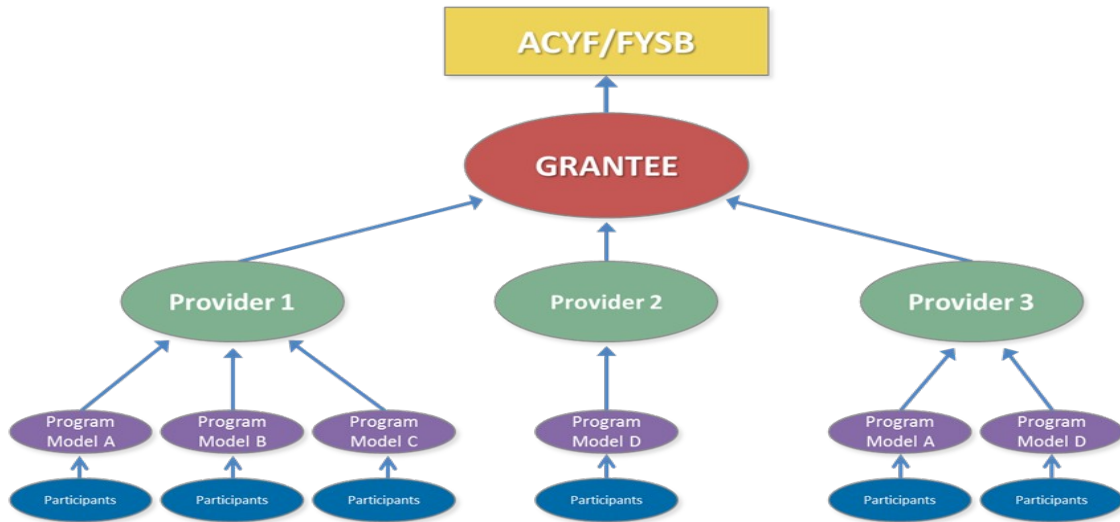 ACYF/FYSB
GRANTEE
Provider 1
Provider 2
Provider 3
Program
Model A
Program
Model B
Program
Model C
Program
Model D
Program
Model A
Program
Model D
Participants
Participants
Participants
Participants
Participants
Participants